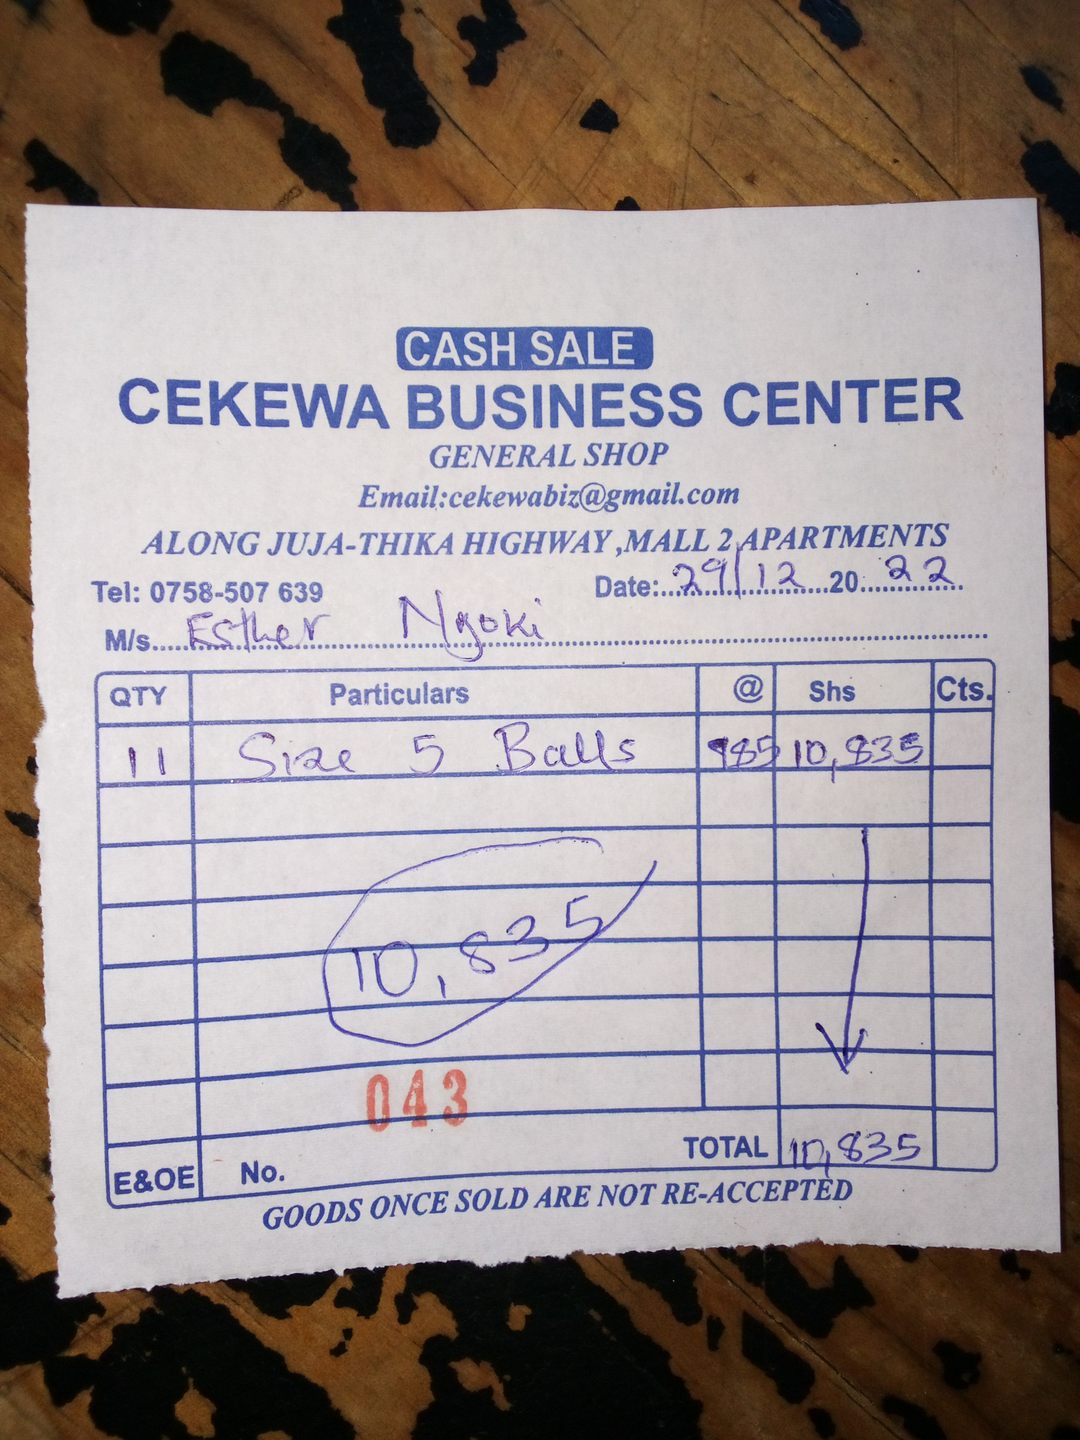 CASH SALE
CEKEWA BUSINESS CENTER
GENERAL SHOP
Email:cekewabiz@gmail.com
ALONG JUJA-THIKA HIGHWAY ,MALL 2 APARTMENTS
Tel: 0758-507 639 Date:...29/12...20...22...
M/s....Esther Ngoki
QTY Particulars @ Shs Cts.
11 Size 5 Balls 985 10,835
10,835
043
E&OE No. TOTAL 10,835
GOODS ONCE SOLD ARE NOT RE-ACCEPTED